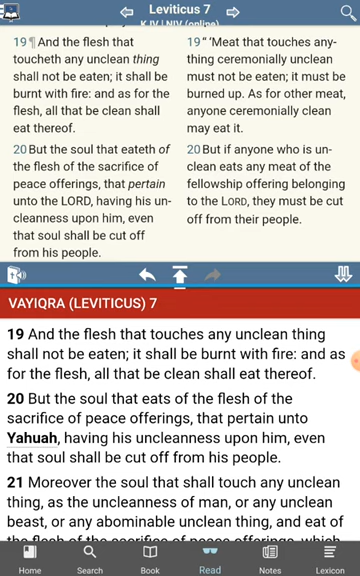 Leviticus 7
KJV | NIV (online)
19 ¶ And the flesh that
toucheth any unclean thing
shall not be eaten; it shall be
burnt with fire: and as for the
flesh, all that be clean shall
eat thereof.
20 But the soul that eateth of
the flesh of the sacrifice of
peace offerings, that pertain
unto the LORD, having his un-
cleanness upon him, even
that soul shall be cut off
from his people.
19 “ ‘Meat that touches any-
thing ceremonially unclean
must not be eaten; it must be
burned up. As for other meat,
anyone ceremonially clean
may eat it.
20 But if anyone who is un-
clean eats any meat of the
fellowship offering belonging
to the LORD, they must be cut
off from their people.
VAYIQRA (LEVITICUS) 7
19 And the flesh that touches any unclean thing
shall not be eaten; it shall be burnt with fire: and as
for the flesh, all that be clean shall eat thereof.
20 But the soul that eats of the flesh of the
sacrifice of peace offerings, that pertain unto
Yahuah, having his uncleanness upon him, even
that soul shall be cut off from his people.
21 Moreover the soul that shall touch any unclean
thing, as the uncleanness of man, or any unclean
beast, or any abominable unclean thing, and eat of
the flesh of the sacrifice of peace offerings, which
Home
Search
Book
Read
Notes
Lexicon